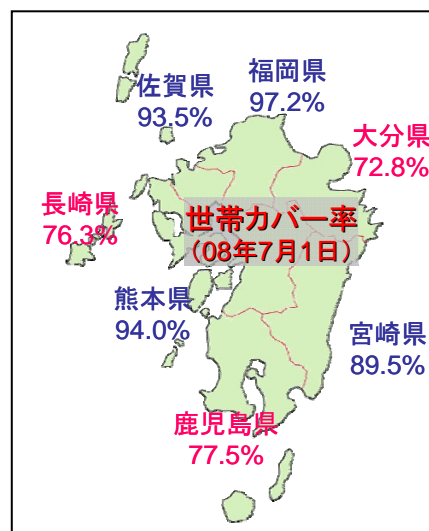 福岡県
97.2%
佐賀県
93.5%
大分県
72.8%
長崎県
76.3%
世帯カバー率
(08年7月1日)
熊本県
94.0%
宮崎県
89.5%
鹿児島県
77.5%